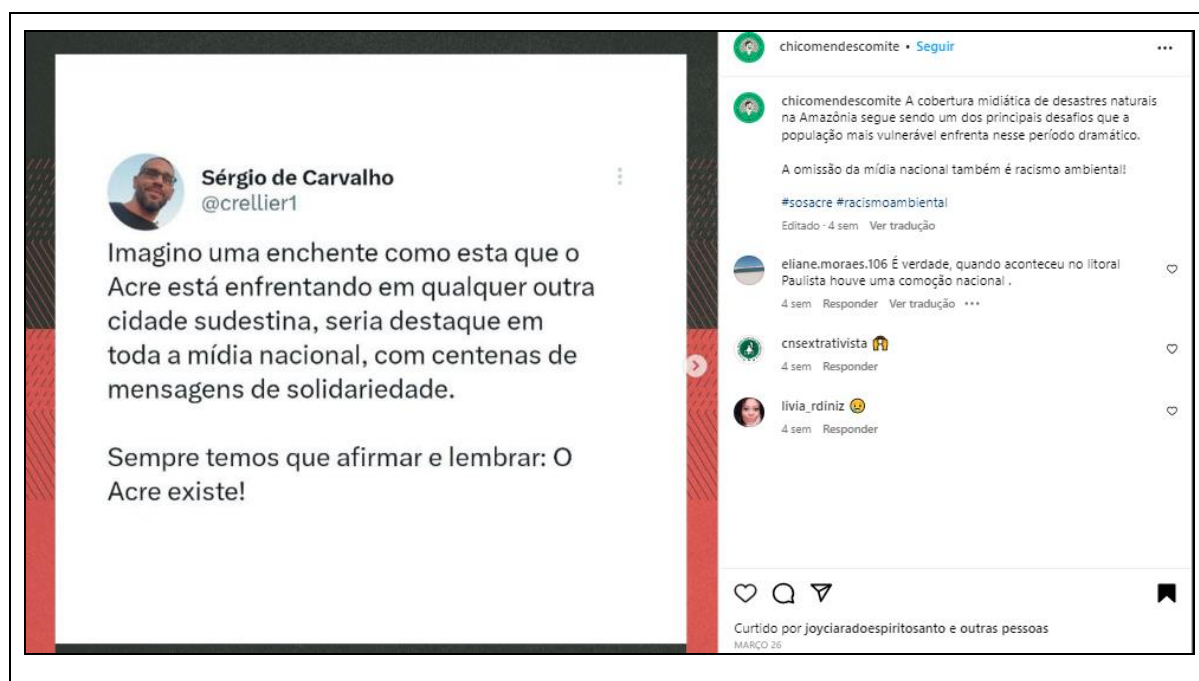 Sérgio de Carvalho
@crellier1
Imagino uma enchente como esta que o
Acre está enfrentando em qualquer outra
cidade sudestina, seria destaque em
toda a mídia nacional, com centenas de
mensagens de solidariedade.
Sempre temos que afirmar e lembrar: O
Acre existe!
chicomendescomite • Seguir
chicomendescomite A cobertura midiática de desastres naturais
na Amazônia segue sendo um dos principais desafios que a
população mais vulnerável enfrenta nesse período dramático.
A omissão da mídia nacional também é racismo ambiental!
#sosacre #racismoambiental
Editado · 4 sem Ver tradução
eliane.moraes.106 É verdade, quando aconteceu no litoral
Paulista houve uma comoção nacional .
4 sem Responder Ver tradução
cnsextrativista
4 sem Responder
livia_rdiniz 😢
4 sem Responder
Curtido por joyciaradoespiritosanto e outras pessoas
MARÇO 26